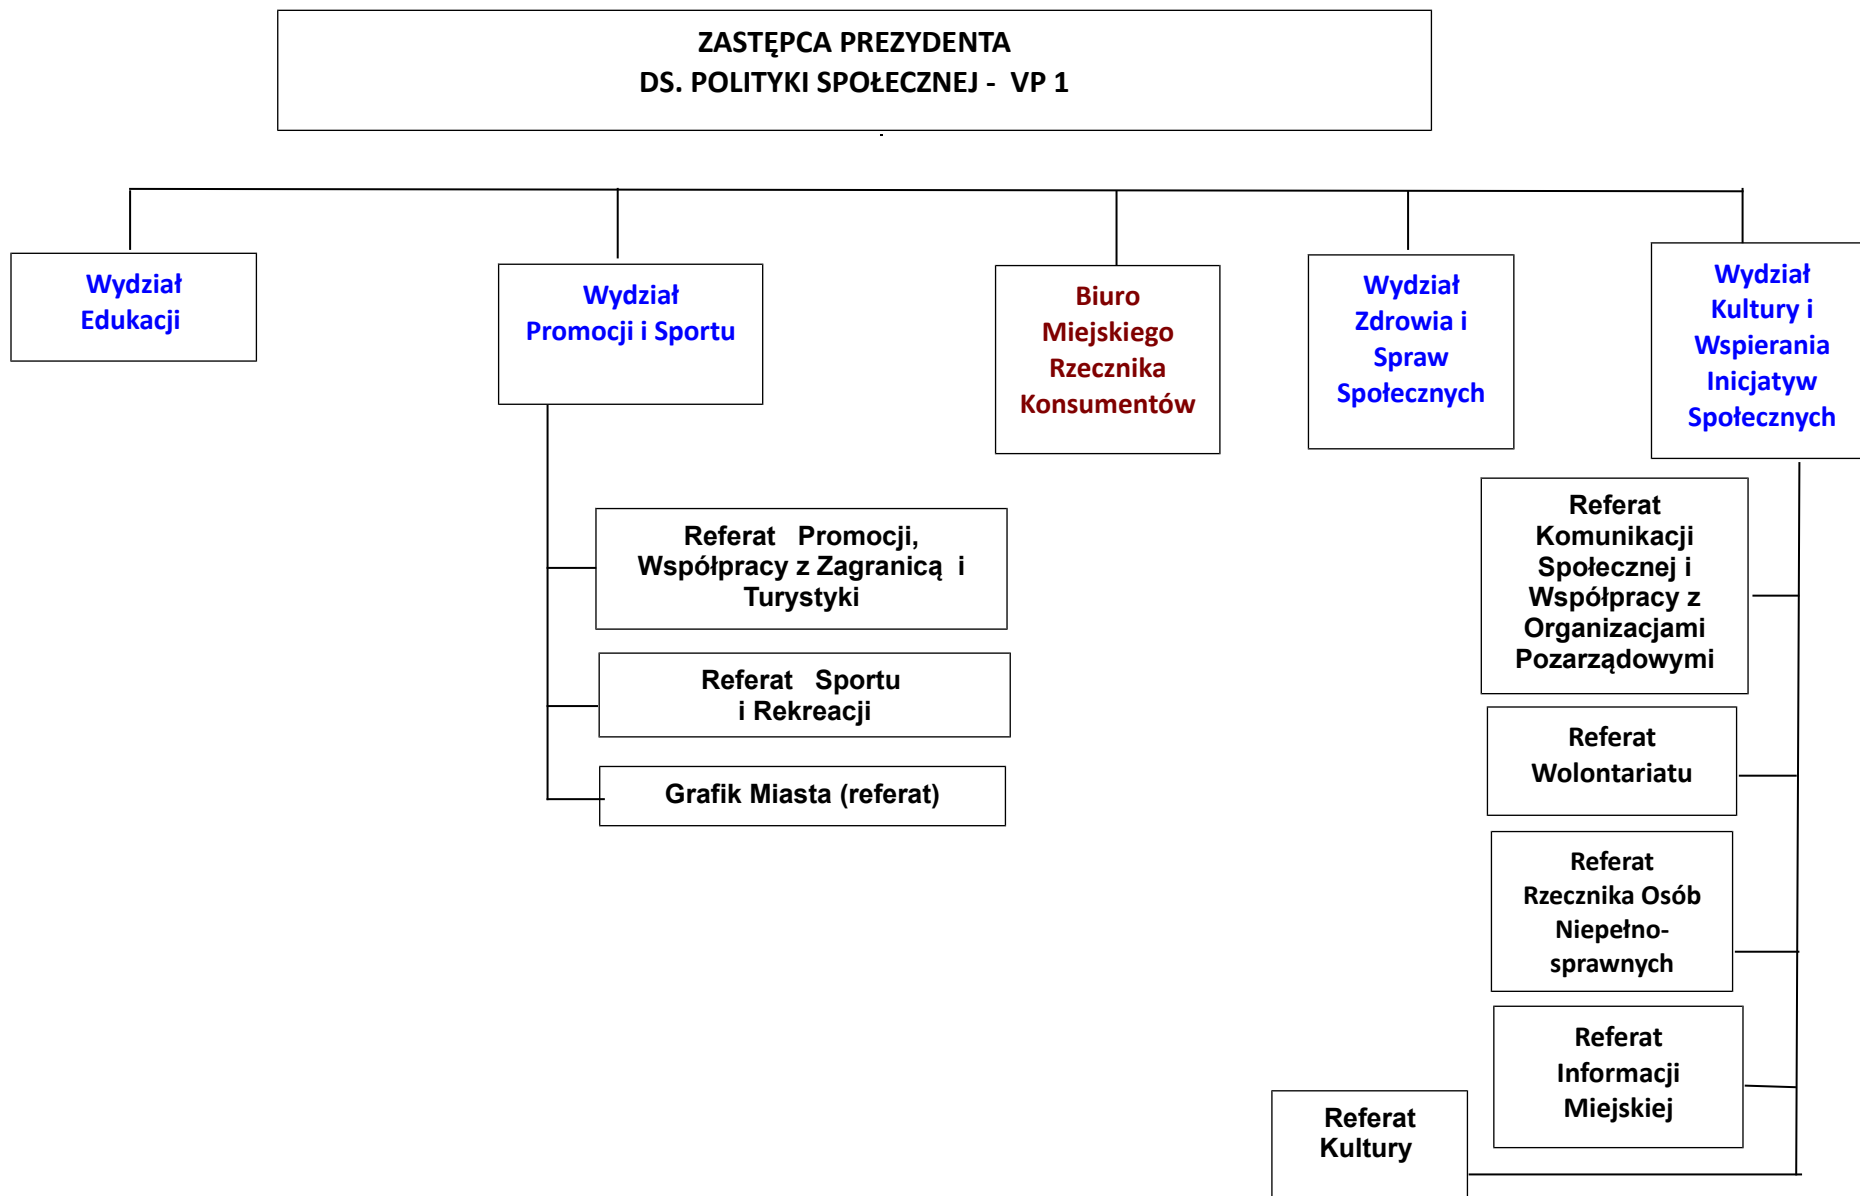 ZASTĘPCA PREZYDENTA
DS. POLITYKI SPOŁECZNEJ - VP 1
Wydział
Edukacji
Wydział
Promocji i Sportu
Biuro
Miejskiego
Rzecznika
Konsumentów
Wydział
Zdrowia i
Spraw
Społecznych
Wydział
Kultury i
Wspierania
Inicjatyw
Społecznych
Referat Promocji,
Współpracy z Zagranicą i
Turystyki
Referat Sportu
i Rekreacji
Grafik Miasta (referat)
Referat
Komunikacji
Społecznej i
Współpracy z
Organizacjami
Pozarządowymi
Referat
Wolontariatu
Referat
Rzecznika Osób
Niepełno-
sprawnych
Referat
Informacji
Miejskiej
Referat
Kultury